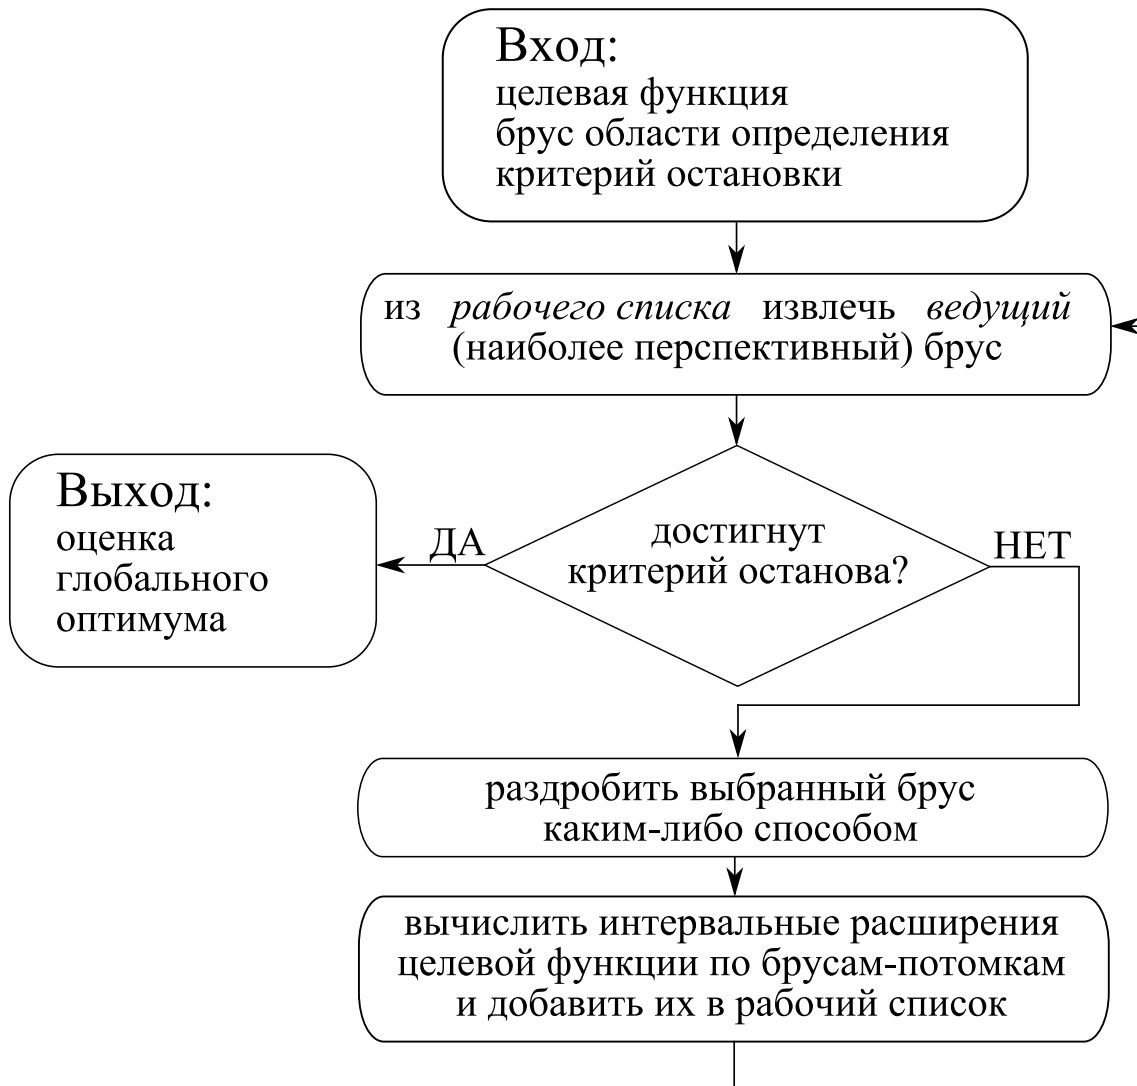 Вход:
целевая функция
брус области определения
критерий остановки
из рабочего списка извлечь ведущий
(наиболее перспективный) брус
достигнут
критерий останова?
ДА
НЕТ
Выход:
оценка
глобального
оптимума
раздробить выбранный брус
каким-либо способом
вычислить интервальные расширения
целевой функции по брусам-потомкам
и добавить их в рабочий список